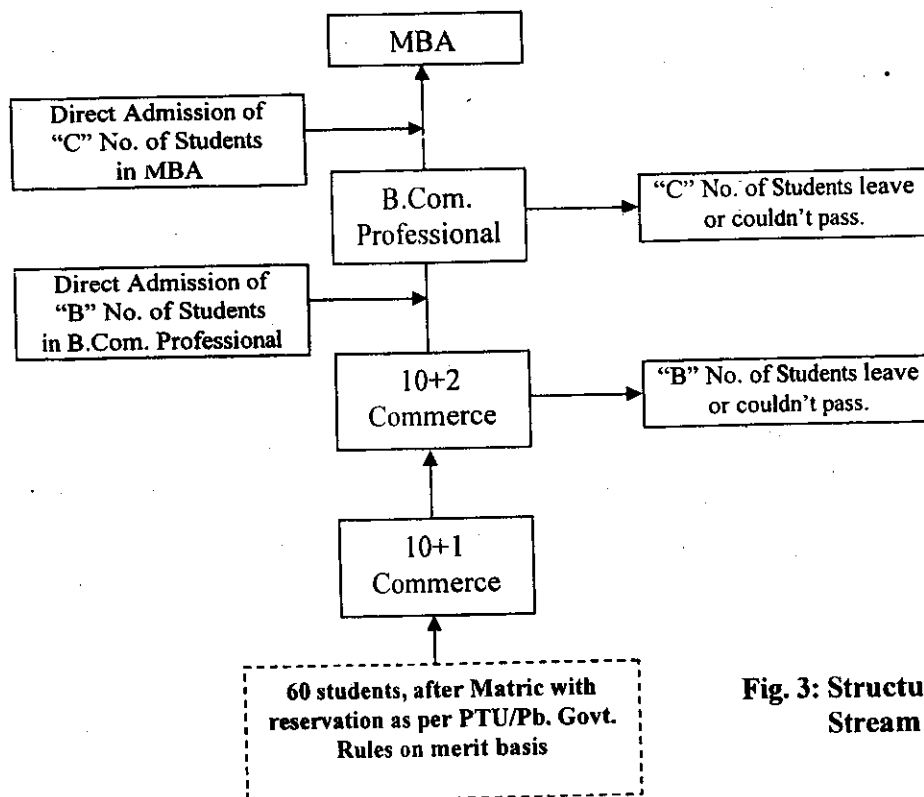 MBA
Direct Admission of
“C” No. of Students
in MBA
B.Com.
Professional
“C” No. of Students leave
or couldn’t pass.
Direct Admission of
“B” No. of Students
in B.Com. Professional
10+2
Commerce
“B” No. of Students leave
or couldn’t pass.
10+1
Commerce
60 students, after Matric with
reservation as per PTU/Pb. Govt.
Rules on merit basis
Fig. 3: Structu
Stream